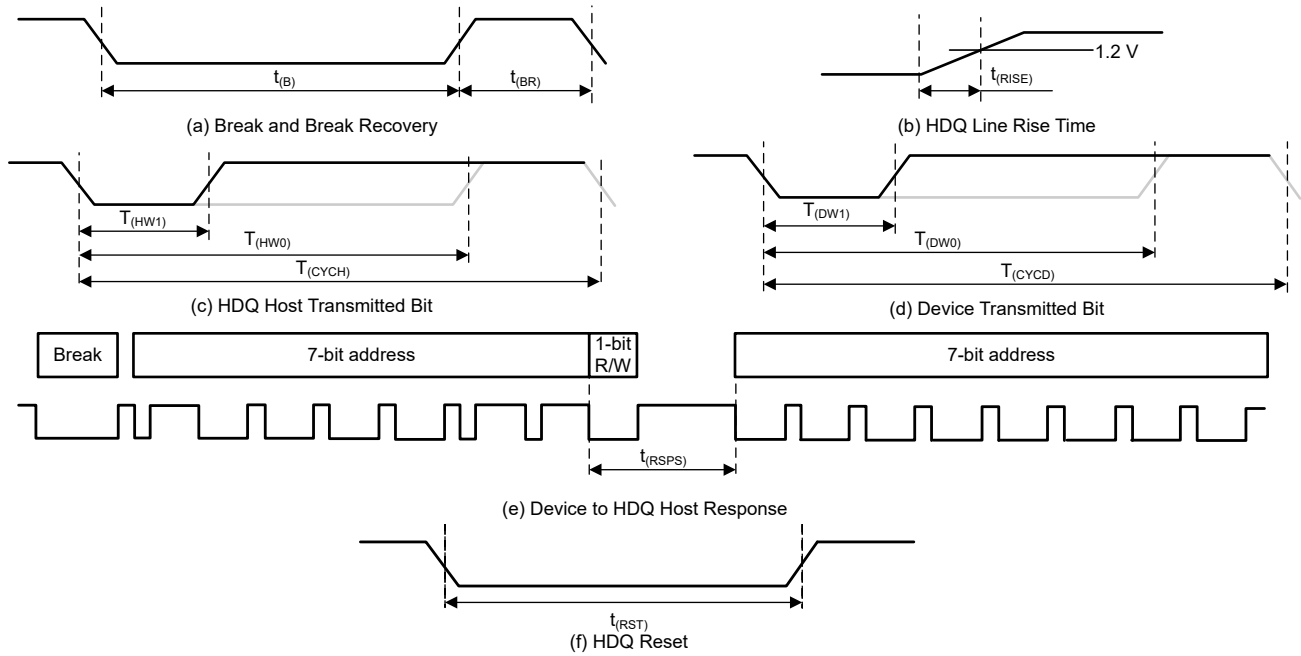 t(B)
t(BR)
(a) Break and Break Recovery
1.2 V
t(RISE)
(b) HDQ Line Rise Time
T(HW1)
T(HW0)
T(CYCH)
(c) HDQ Host Transmitted Bit
T(DW1)
T(DW0)
T(CYCD)
(d) Device Transmitted Bit
Break
7-bit address
1-bit
R/W
7-bit address
t(RSPS)
(e) Device to HDQ Host Response
t(RST)
(f) HDQ Reset